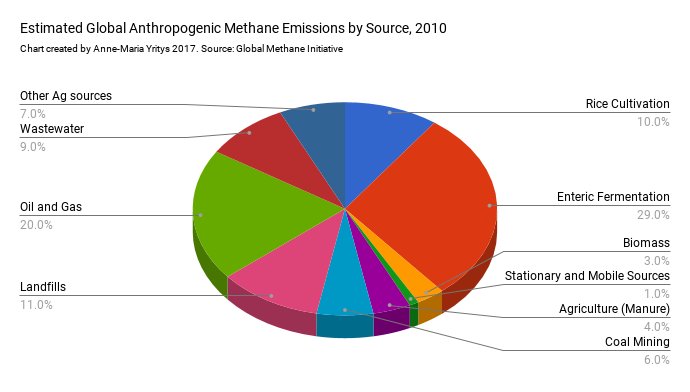 Estimated Global Anthropogenic Methane Emissions by Source, 2010
Chart created by Anne-Maria Yritys 2017. Source: Global Methane Initiative
Other Ag sources
7.0%
Wastewater
9.0%
Oil and Gas
20.0%
Landfills
11.0%
Rice Cultivation
10.0%
Enteric Fermentation
29.0%
Biomass
3.0%
Stationary and Mobile Sources
1.0%
Agriculture (Manure)
4.0%
Coal Mining
6.0%